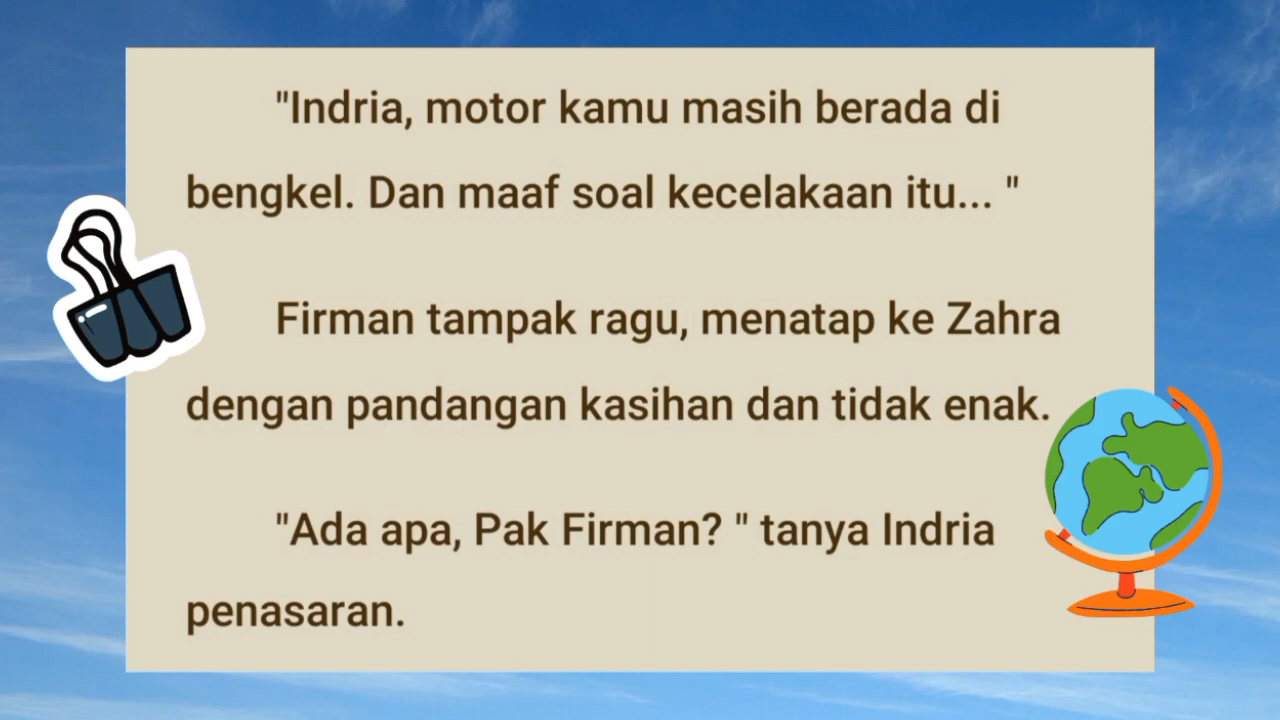 "Indria, motor kamu masih berada di
bengkel. Dan maaf soal kecelakaan itu... "
Firman tampak ragu, menatap ke Zahra
dengan pandangan kasihan dan tidak enak.
"Ada apa, Pak Firman? " tanya Indria
penasaran.